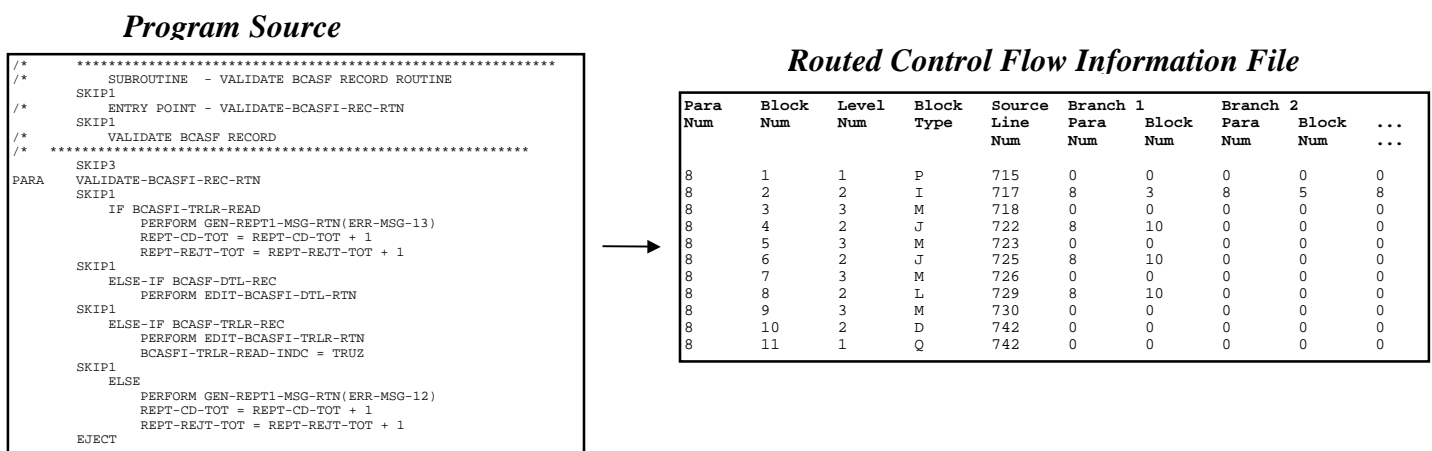 Program Source
/* ************************************************************
/* SUBROUTINE - VALIDATE BCASF RECORD ROUTINE
SKIP1
/* ENTRY POINT - VALIDATE-BCASFI-REC-RTN
SKIP1
/* VALIDATE BCASF RECORD
/* ************************************************************
SKIP3
PARA VALIDATE-BCASFI-REC-RTN
SKIP1
IF BCASFI-TRLR-READ
PERFORM GEN-REPT1-MSG-RTN(ERR-MSG-13)
REPT-CD-TOT = REPT-CD-TOT + 1
REPT-REJT-TOT = REPT-REJT-TOT + 1
SKIP1
ELSE-IF BCASF-DTL-REC
PERFORM EDIT-BCASFI-DTL-RTN
SKIP1
ELSE-IF BCASF-TRLR-REC
PERFORM EDIT-BCASFI-TRLR-RTN
BCASFI-TRLR-READ-INDC = TRUZ
SKIP1
ELSE
PERFORM GEN-REPT1-MSG-RTN(ERR-MSG-12)
REPT-CD-TOT = REPT-CD-TOT + 1
REPT-REJT-TOT = REPT-REJT-TOT + 1
EJECT
Routed Control Flow Information File
Para Block Level Block Source Branch 1 Branch 2
Num Num Num Type Line Para Block Para Block ...
Num Num Num Num Num ...
8 1 1 P 715 0 0 0 0 0
8 2 2 I 717 8 3 8 5 8
8 3 3 M 718 0 0 0 0 0
8 4 2 J 722 8 10 0 0 0
8 5 3 M 723 0 0 0 0 0
8 6 2 J 725 8 10 0 0 0
8 7 3 M 726 0 0 0 0 0
8 8 2 L 729 8 10 0 0 0
8 9 3 M 730 0 0 0 0 0
8 10 2 D 742 0 0 0 0 0
8 11 1 Q 742 0 0 0 0 0